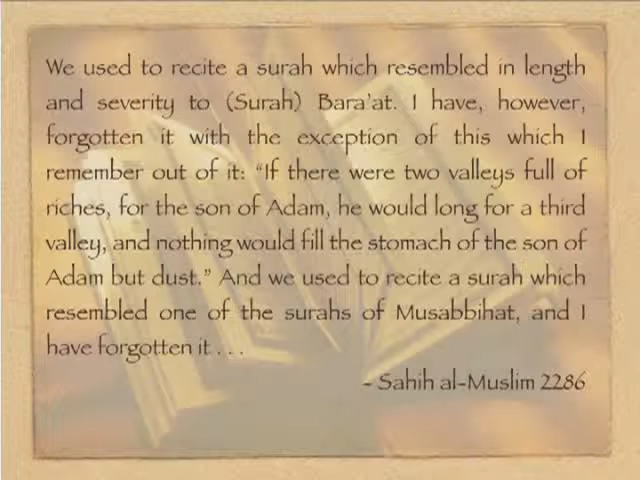 We used to recite a surah which resembled in length
and severity to (Surah) Bara'at. I have, however,
forgotten it with the exception of this which I
remember out of it: "If there were two valleys full of
riches, for the son of Adam, he would long for a third
valley, and nothing would fill the stomach of the son of
Adam but dust." And we used to recite a surah which
resembled one of the surahs of Musabbihat, and I
have forgotten it . . .
- Sahih al-Muslim 2286